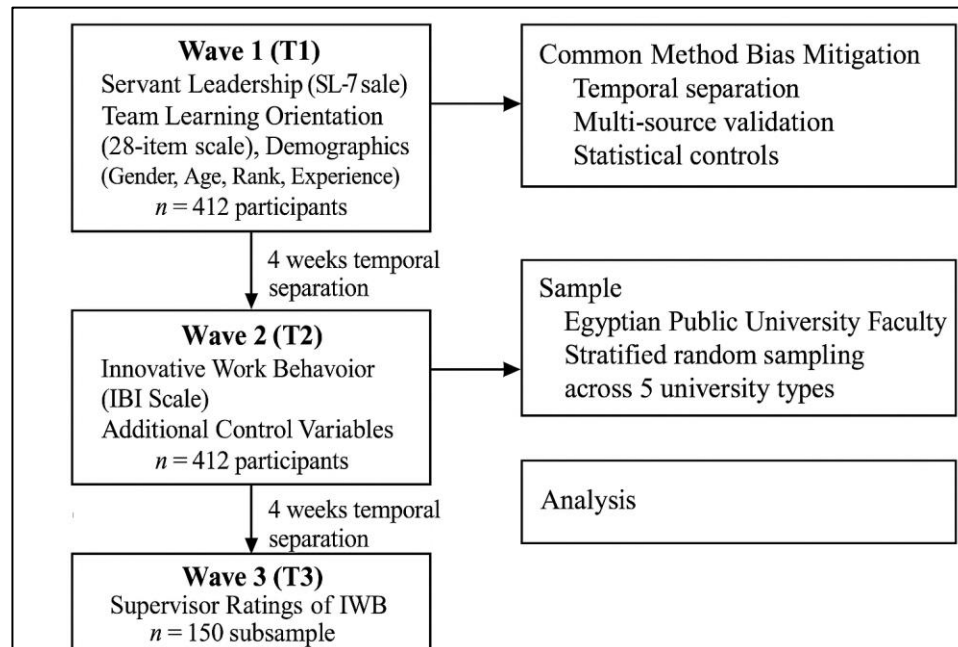 Wave 1 (T1)
Servant Leadership (SL-7 sale)
Team Learning Orientation
(28-item scale), Demographics
(Gender, Age, Rank, Experience)
n = 412 participants
Common Method Bias Mitigation
Temporal separation
Multi-source validation
Statistical controls
4 weeks temporal
separation
Wave 2 (T2)
Innovative Work Behavoior
(IBI Scale)
Additional Control Variables
n = 412 participants
Sample
Egyptian Public University Faculty
Stratified random sampling
across 5 university types
4 weeks temporal
separation
Analysis
Wave 3 (T3)
Supervisor Ratings of IWB
n = 150 subsample